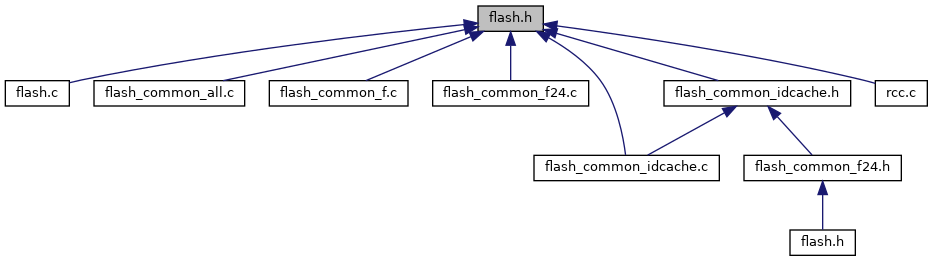 flash.h
flash.c
flash_common_all.c
flash_common_f.c
flash_common_f24.c
flash_common_idcache.h
rcc.c
flash_common_idcache.c
flash_common_f24.h
flash.h